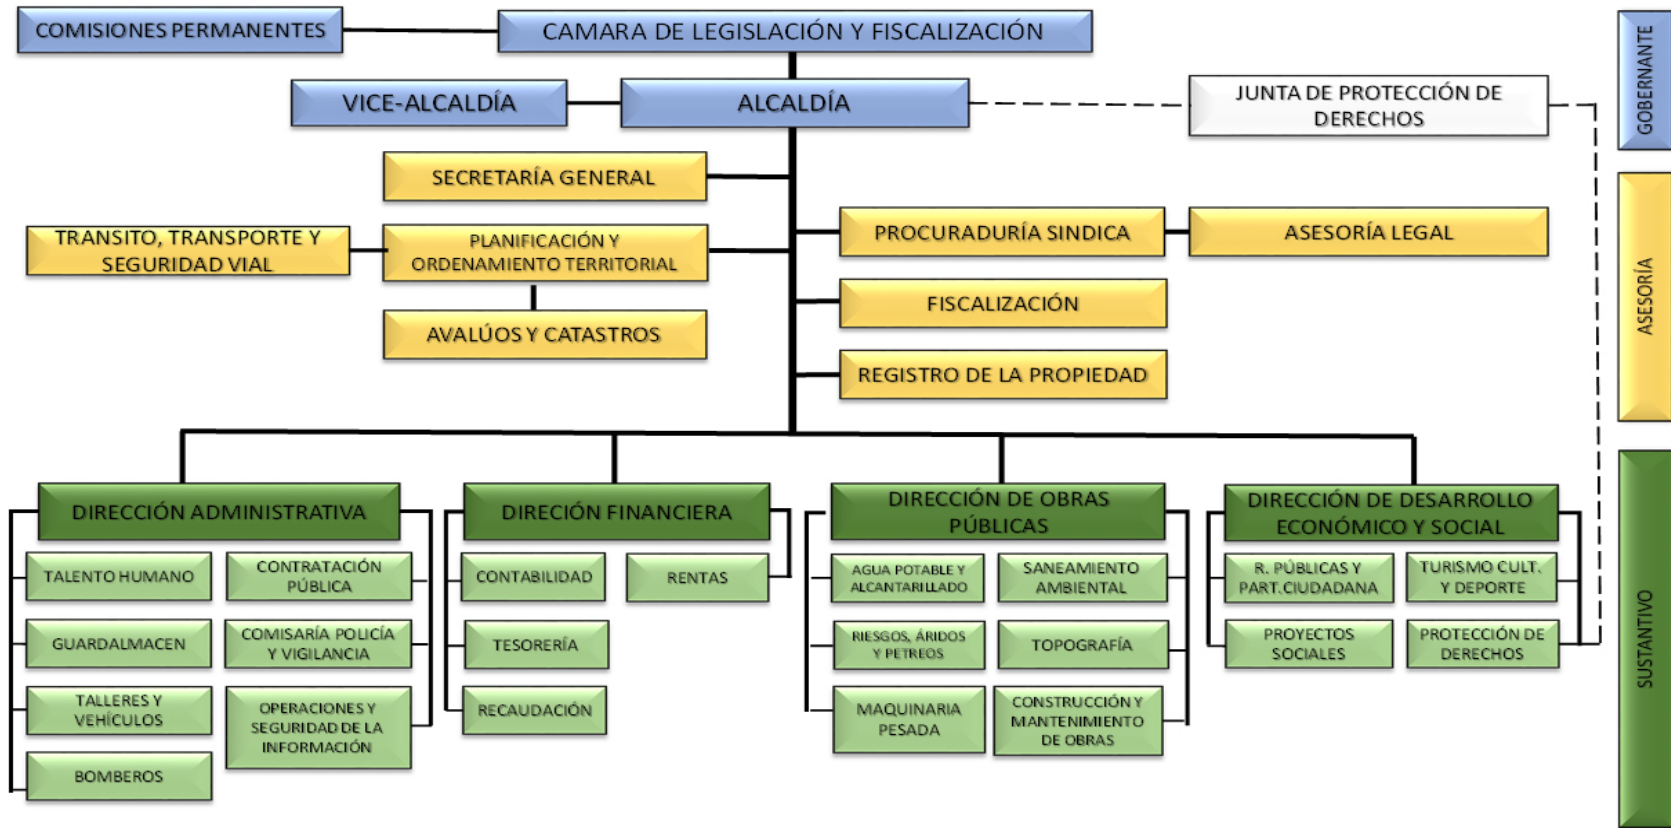 COMISIONES PERMANENTES
CAMARA DE LEGISLACIÓN Y FISCALIZACIÓN
VICE-ALCALDÍA
ALCALDÍA
JUNTA DE PROTECCIÓN DE
DERECHOS
GOBERNANTE
SECRETARÍA GENERAL
TRANSITO, TRANSPORTE Y
SEGURIDAD VIAL
PLANIFICACIÓN Y
ORDENAMIENTO TERRITORIAL
AVALÚOS Y CATASTROS
PROCURADURÍA SINDICA
ASESORÍA LEGAL
FISCALIZACIÓN
REGISTRO DE LA PROPIEDAD
ASESORÍA
DIRECCIÓN ADMINISTRATIVA
TALENTO HUMANO
CONTRATACIÓN
PÚBLICA
GUARDALMACEN
COMISARÍA POLICÍA
Y VIGILANCIA
TALLERES Y
VEHÍCULOS
OPERACIONES Y
SEGURIDAD DE LA
INFORMACIÓN
BOMBEROS
DIRECIÓN FINANCIERA
CONTABILIDAD
RENTAS
TESORERÍA
RECAUDACIÓN
DIRECCIÓN DE OBRAS
PÚBLICAS
AGUA POTABLE Y
ALCANTARILLADO
SANEAMIENTO
AMBIENTAL
RIESGOS, ÁRIDOS
Y PETREOS
TOPOGRAFÍA
MAQUINARIA
PESADA
CONSTRUCCIÓN Y
MANTENIMIENTO
DE OBRAS
DIRECCIÓN DE DESARROLLO
ECONÓMICO Y SOCIAL
R. PÚBLICAS Y
PART.CIUDADANA
TURISMO CULT.
Y DEPORTE
PROYECTOS
SOCIALES
PROTECCIÓN DE
DERECHOS
SUSTANTIVO